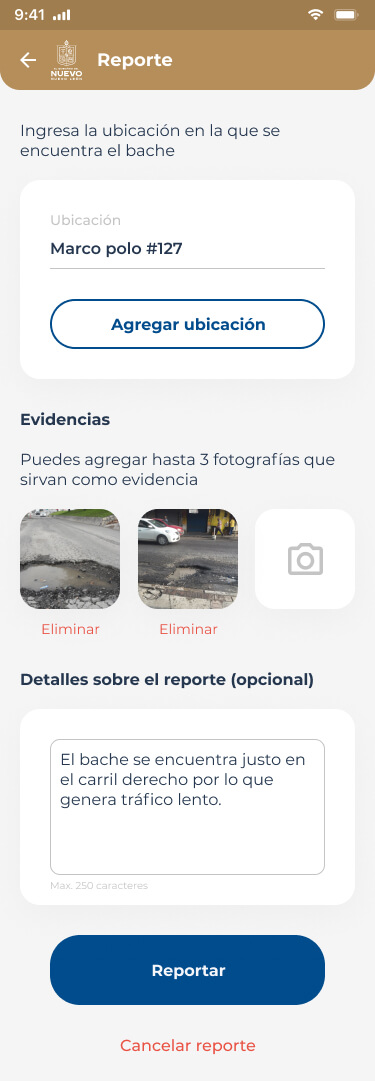 9:41
NUEVO
NUEVO LEÓN
Reporte
Ingresa la ubicación en la que se
encuentra el bache
Ubicación
Marco polo #127
Agregar ubicación
Evidencias
Puedes agregar hasta 3 fotografías que
sirvan como evidencia
Eliminar
Eliminar
Detalles sobre el reporte (opcional)
El bache se encuentra justo en
el carril derecho por lo que
genera tráfico lento.
Max. 250 caracteres
Reportar
Cancelar reporte